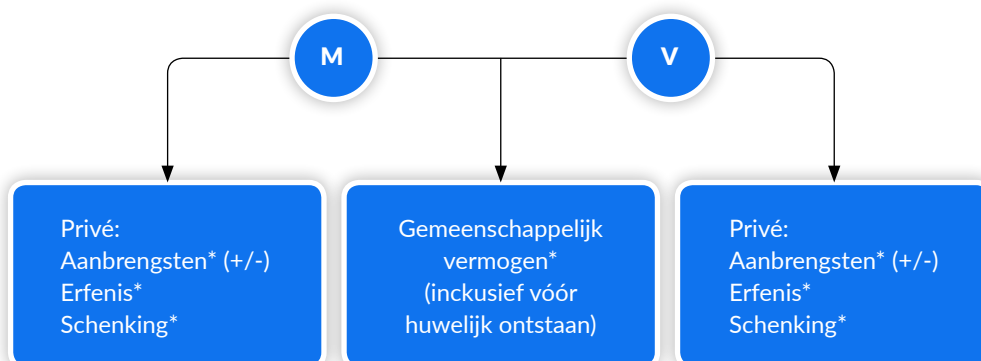 M
V
Privé:
Aanbrengsten* (+/-)
Erfenis*
Schenking*
Gemeenschappelijk
vermogen*
(inckusief vóór
huwelijk ontstaan)
Privé:
Aanbrengsten* (+/-)
Erfenis*
Schenking*